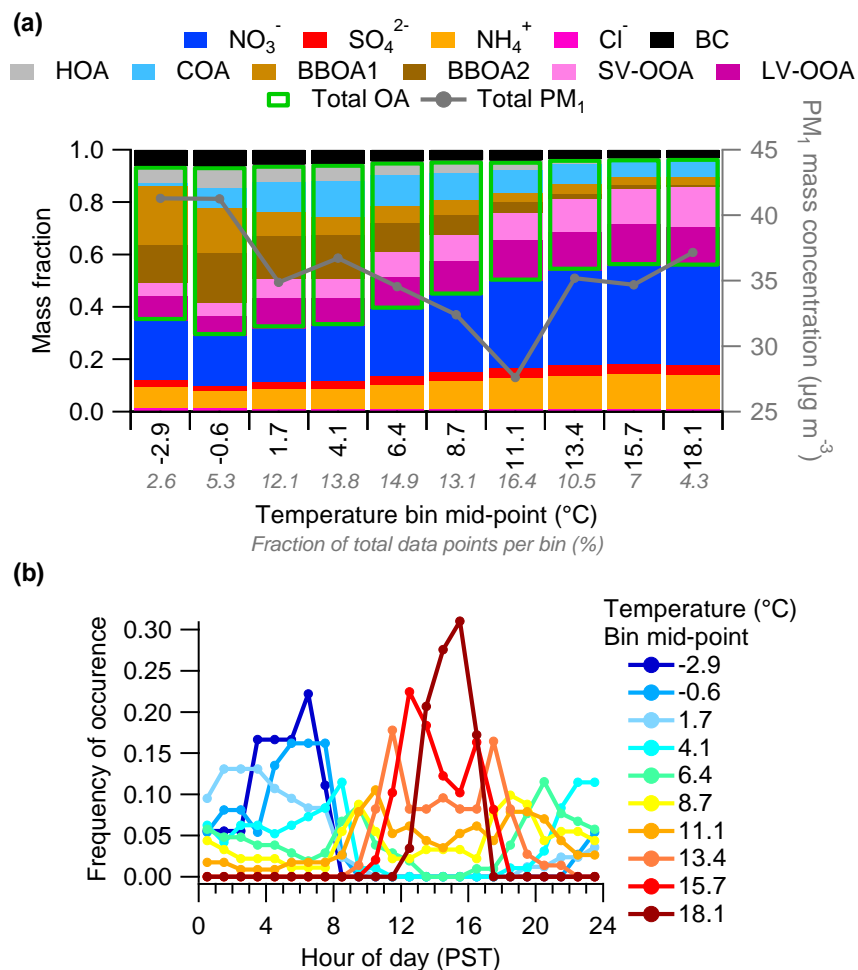 (a)
NO₃⁻ SO₄²⁻ NH₄⁺ Cl⁻ BC
HOA COA BBOA1 BBOA2 SV-OOA LV-OOA
Total OA Total PM₁
1.0
0.8
0.6
0.4
0.2
0.0
Mass fraction
45
40
35
30
25
PM₁ mass concentration (µg m⁻³)
-2.9 -0.6 1.7 4.1 6.4 8.7 11.1 13.4 15.7 18.1
2.6 5.3 12.1 13.8 14.9 13.1 16.4 10.5 7 4.3
Temperature bin mid-point (°C)
Fraction of total data points per bin (%)
(b)
0.30
0.25
0.20
0.15
0.10
0.05
0.00
Frequency of occurence
0 4 8 12 16 20 24
Hour of day (PST)
Temperature (°C)
Bin mid-point
-2.9
-0.6
1.7
4.1
6.4
8.7
11.1
13.4
15.7
18.1